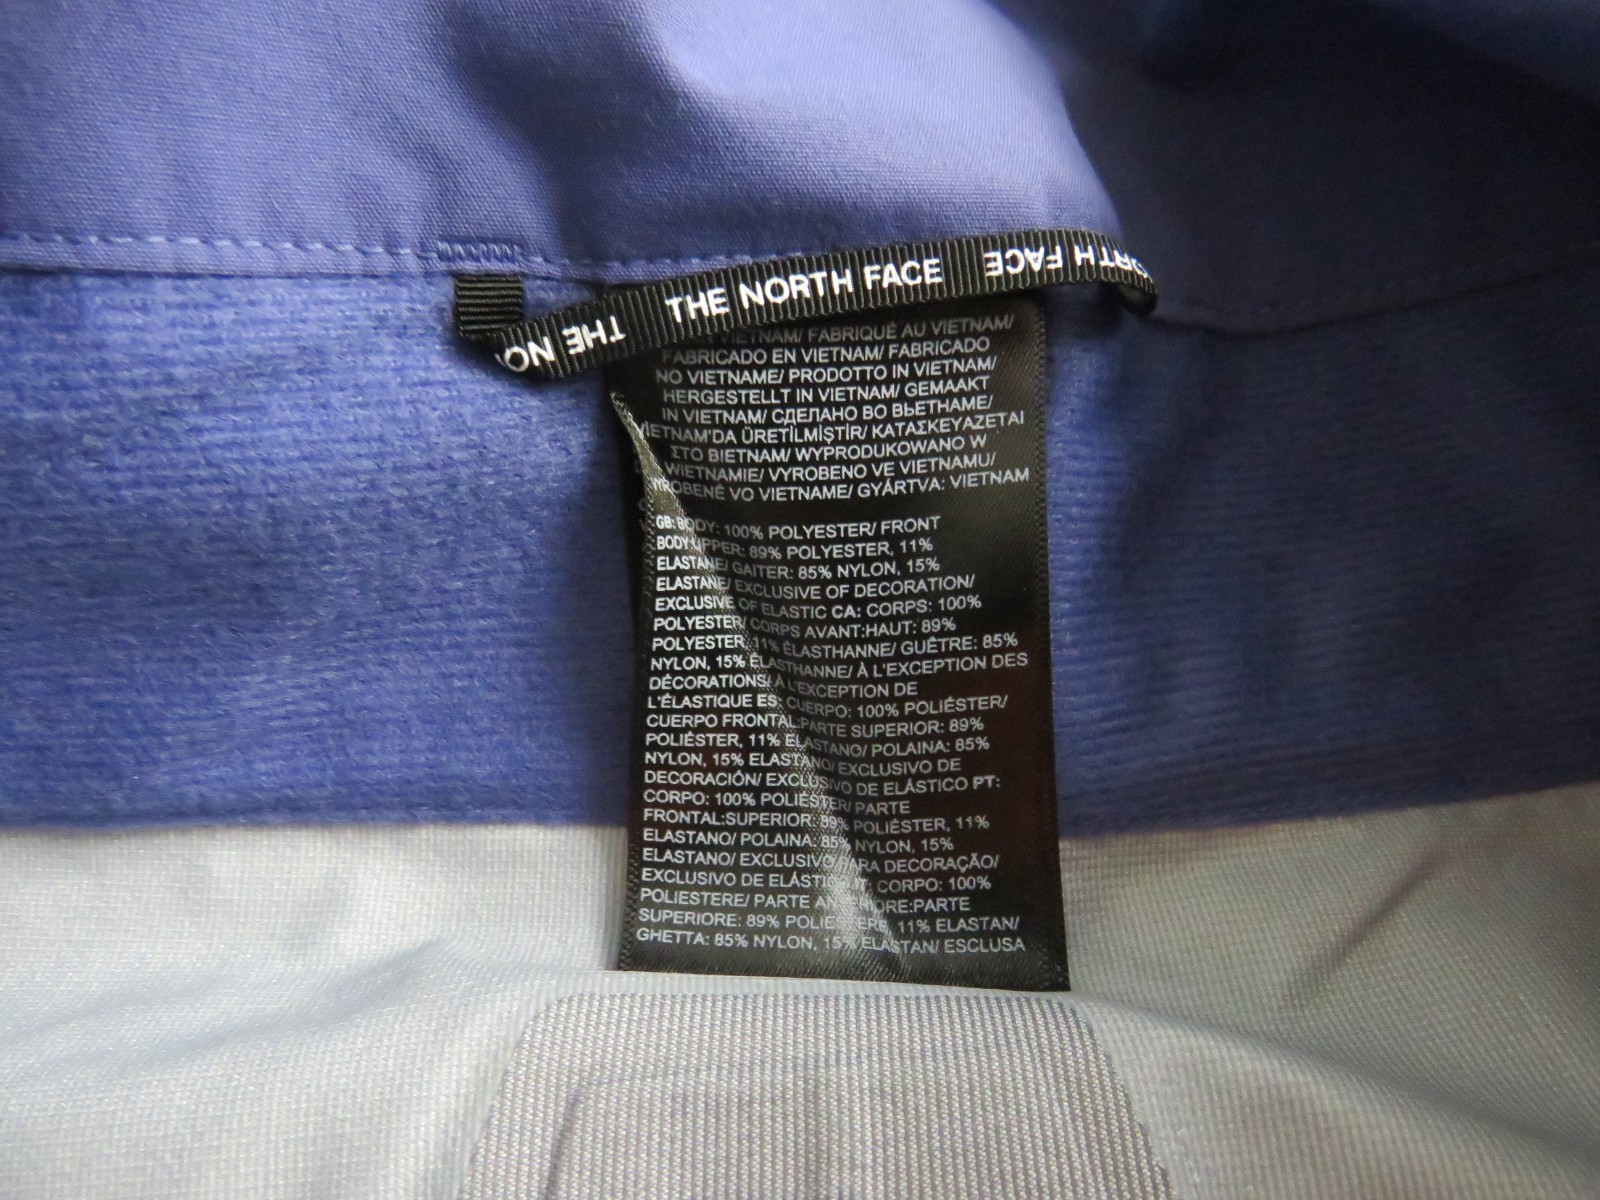 THE NORTH FACE
FACE
THE NO
VIETNAM/ FABRIQUÉ AU VIETNAM/
FABRICADO EN VIETNAM/ FABRICADO
NO VIETNAME/ PRODOTTO IN VIETNAM/
HERGESTELLT IN VIETNAM/ GEMAAKT
IN VIETNAM/ СДЕЛАНО ВО ВЬЕТНАМЕ/
VIETNAM'DA ÜRETİLMİŞTİR/ ΚΑΤΑΣΚΕΥΑΖΕΤΑΙ
ΣΤΟ ΒΙΕΤΝΑΜ/ WYPRODUKOWANO W
WIETNAMIE/ VYROBENO VE VIETNAMU/
VYROBENÉ VO VIETNAME/ GYÁRTVA: VIETNAM
GB: BODY: 100% POLYESTER/ FRONT
BODY:UPPER: 89% POLYESTER, 11%
ELASTANE/ GAITER: 85% NYLON, 15%
ELASTANE/ EXCLUSIVE OF DECORATION/
EXCLUSIVE OF ELASTIC CA: CORPS: 100%
POLYESTER/ CORPS AVANT:HAUT: 89%
POLYESTER, 11% ÉLASTHANNE/ GUÊTRE: 85%
NYLON, 15% ÉLASTHANNE/ À L'EXCEPTION DES
DÉCORATIONS/ À L'EXCEPTION DE
L'ÉLASTIQUE ES: CUERPO: 100% POLIÉSTER/
CUERPO FRONTAL:PARTE SUPERIOR: 89%
POLIÉSTER, 11% ELASTANO/ POLAINA: 85%
NYLON, 15% ELASTANO/ EXCLUSIVO DE
DECORACIÓN/ EXCLUSIVO DE ELÁSTICO PT:
CORPO: 100% POLIÉSTER/ PARTE
FRONTAL:SUPERIOR: 89% POLIÉSTER, 11%
ELASTANO/ POLAINA: 85% NYLON, 15%
ELASTANO/ EXCLUSIVO PARA DECORAÇÃO/
EXCLUSIVO DE ELÁSTICO IT: CORPO: 100%
POLIESTERE/ PARTE ANTERIORE:PARTE
SUPERIORE: 89% POLIESTERE, 11% ELASTAN/
GHETTA: 85% NYLON, 15% ELASTAN/ ESCLUSA